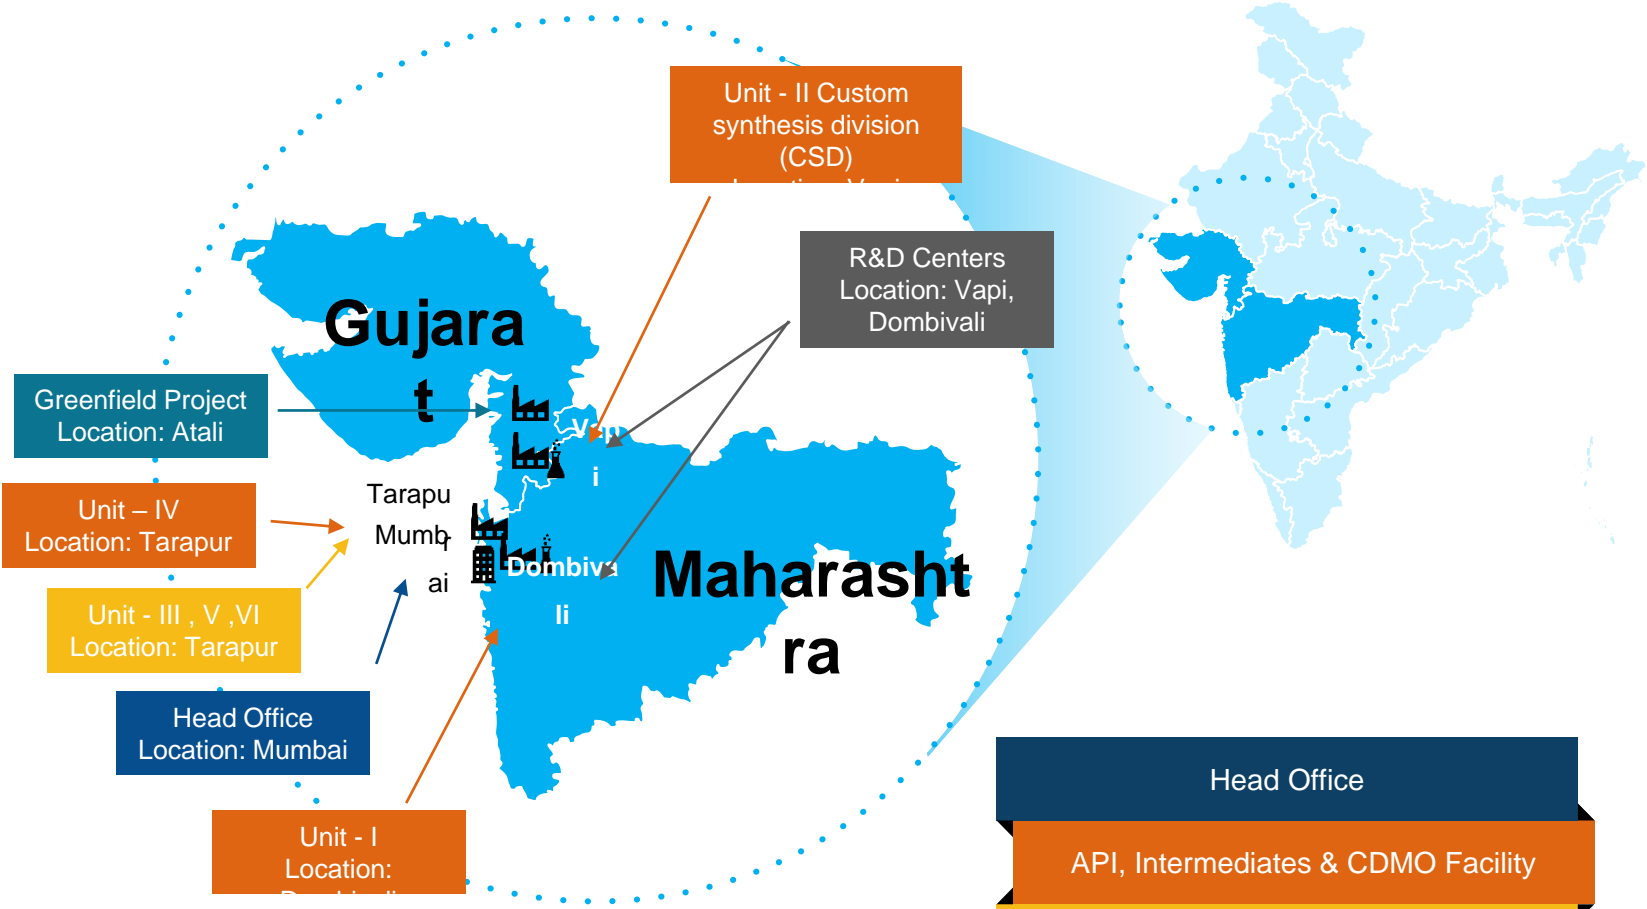 Unit - II Custom
synthesis division
(CSD)
R&D Centers
Location: Vapi,
Dombivali
Gujara
t
Greenfield Project
Location: Atali
Vap
i
Tarapu
r
Unit – IV
Location: Tarapur
Mumb
ai
Dombiva
li
Maharasht
ra
Unit - III , V ,VI
Location: Tarapur
Head Office
Location: Mumbai
Unit - I
Location:
Head Office
API, Intermediates & CDMO Facility